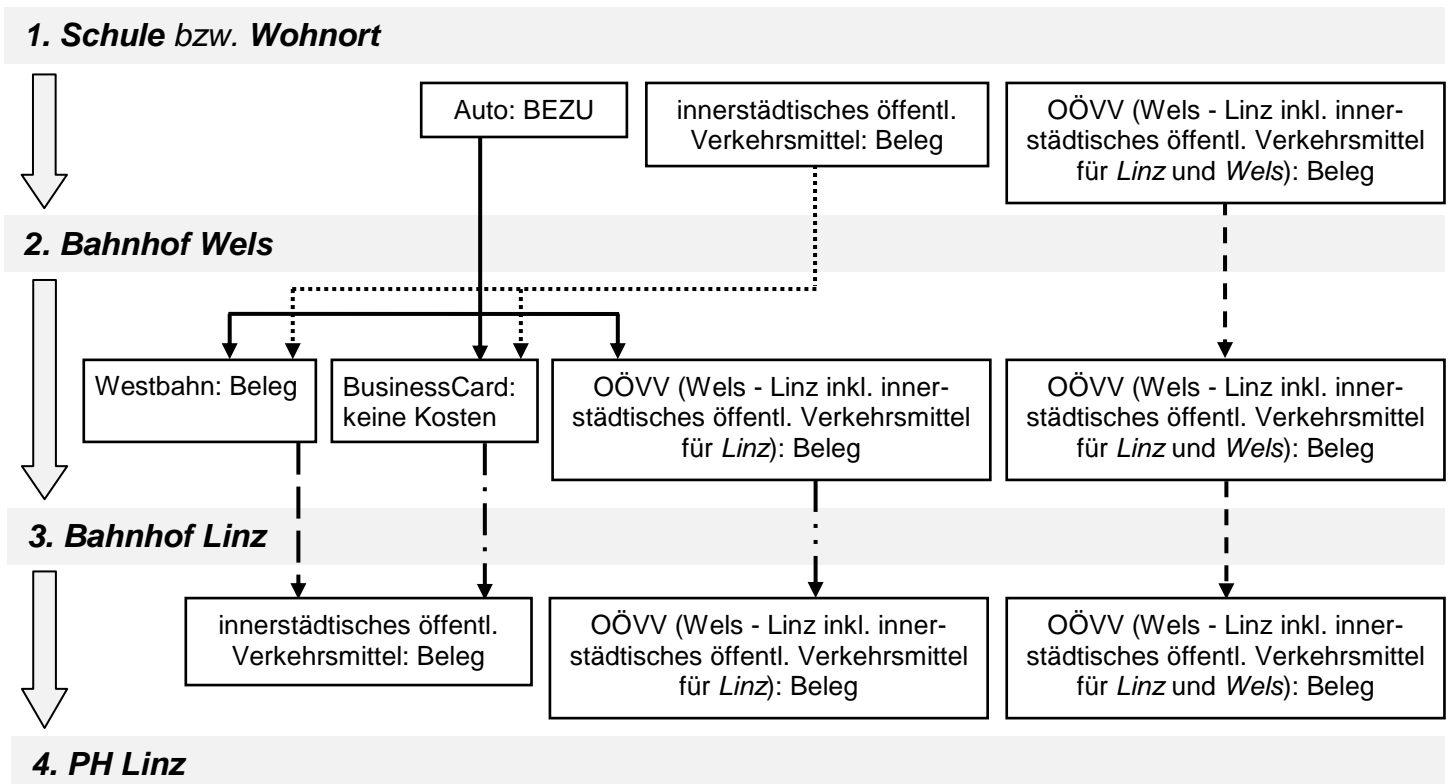 1. Schule bzw. Wohnort
Auto: BEZU
innerstädtisches öffentl.
Verkehrsmittel: Beleg
OÖVV (Wels - Linz inkl. inner-
städtisches öffentl. Verkehrsmittel
für Linz und Wels): Beleg
2. Bahnhof Wels
Westbahn: Beleg
BusinessCard:
keine Kosten
OÖVV (Wels - Linz inkl. inner-
städtisches öffentl. Verkehrsmittel
für Linz): Beleg
OÖVV (Wels - Linz inkl. inner-
städtisches öffentl. Verkehrsmittel
für Linz und Wels): Beleg
3. Bahnhof Linz
innerstädtisches öffentl.
Verkehrsmittel: Beleg
OÖVV (Wels - Linz inkl. inner-
städtisches öffentl. Verkehrsmittel
für Linz): Beleg
OÖVV (Wels - Linz inkl. inner-
städtisches öffentl. Verkehrsmittel
für Linz und Wels): Beleg
4. PH Linz